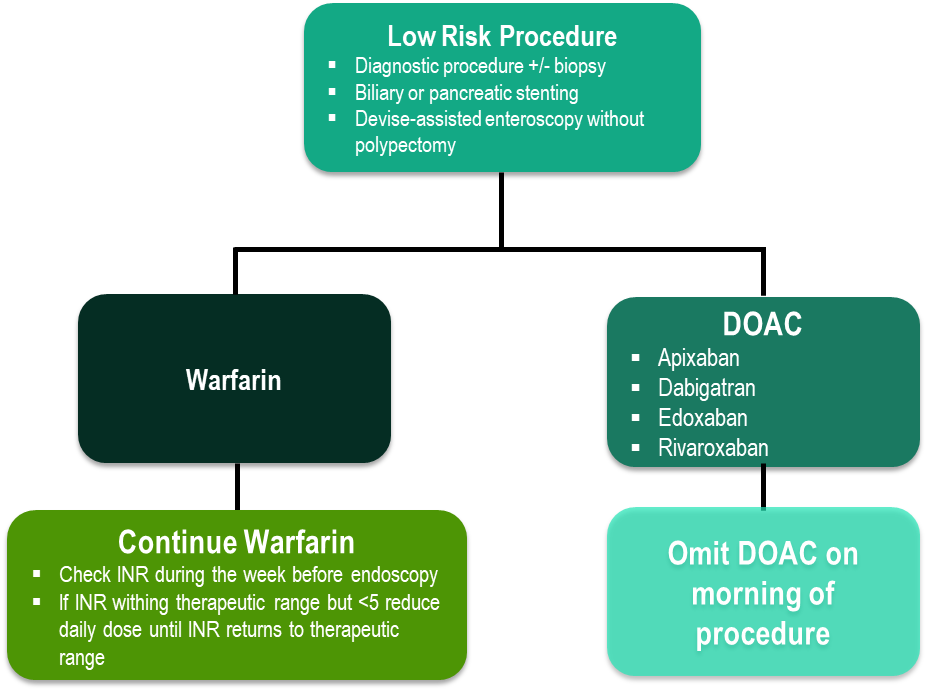 Low Risk Procedure
▪ Diagnostic procedure +/- biopsy
▪ Biliary or pancreatic stenting
▪ Devise-assisted enteroscopy without
polypectomy
Warfarin
DOAC
▪ Apixaban
▪ Dabigatran
▪ Edoxaban
▪ Rivaroxaban
Continue Warfarin
▪ Check INR during the week before endoscopy
▪ If INR withing therapeutic range but <5 reduce
daily dose until INR returns to therapeutic
range
Omit DOAC on
morning of
procedure